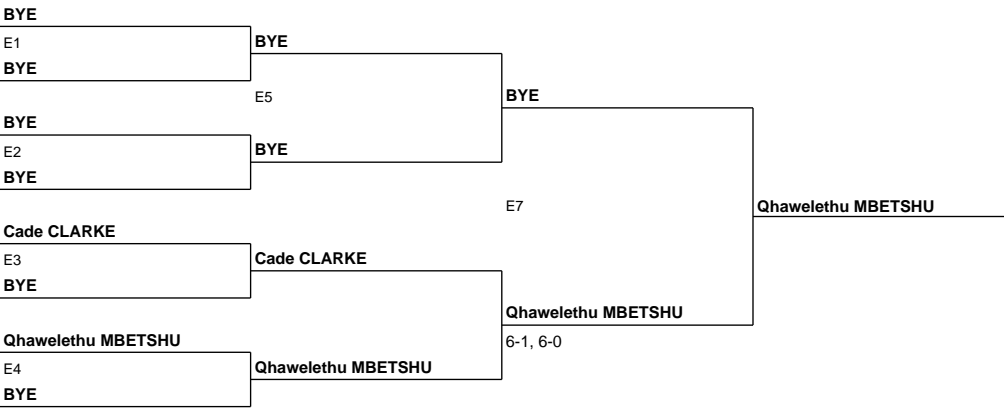 BYE
E1
BYE
BYE
E5
BYE
BYE
E2
BYE
BYE
E7
Qhawelethu MBETSHU
Cade CLARKE
E3
Cade CLARKE
BYE
Qhawelethu MBETSHU
Qhawelethu MBETSHU
6-1, 6-0
E4
Qhawelethu MBETSHU
BYE